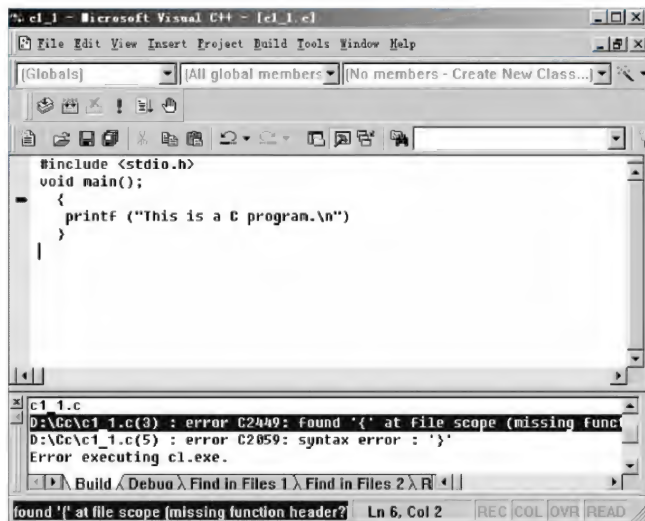 c1_1 - Microsoft Visual C++ - [c1_1.c]
File Edit View Insert Project Build Tools Window Help
(Globals) (All global members (No members - Create New Class...)
#include <stdio.h>
void main();
{
printf ("This is a C program.\n")
}
c1_1.c
D:\Cc\c1_1.c(3) : error C2449: found '{' at file scope (missing funct
D:\Cc\c1_1.c(5) : error C2059: syntax error : '}'
Error executing cl.exe.
Build Debug Find in Files 1 Find in Files 2 R
found '{' at file scope (missing function header?) Ln 6, Col 2 REC COL OVR READ